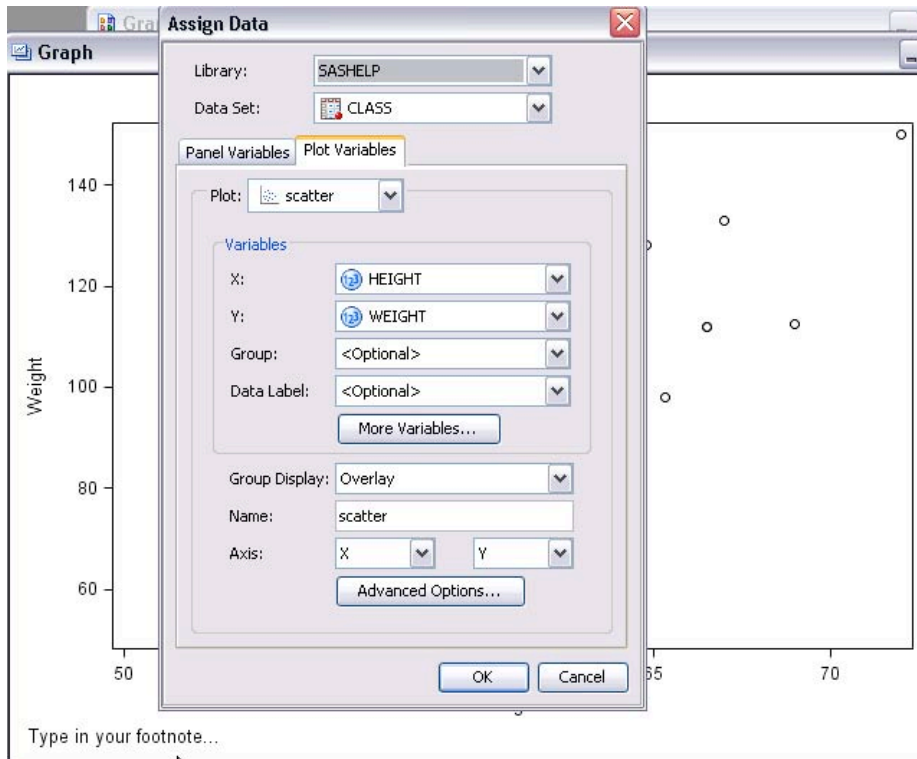 Gra
Assign Data
Graph
Library: SASHELP
Data Set: CLASS
Panel Variables Plot Variables
Plot: scatter
Variables
X: 123 HEIGHT
Y: 123 WEIGHT
Group: <Optional>
Data Label: <Optional>
More Variables...
Group Display: Overlay
Name: scatter
Axis: X Y
Advanced Options...
OK Cancel
Weight
140
120
100
80
60
50 65 70
Type in your footnote...